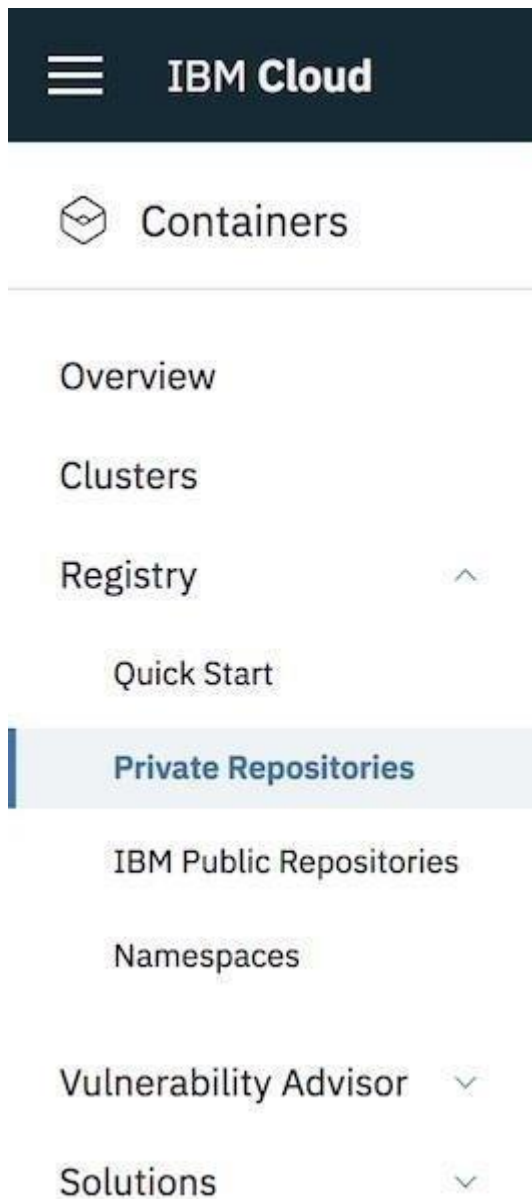 IBM Cloud
Containers
Overview
Clusters
Registry
Quick Start
Private Repositories
IBM Public Repositories
Namespaces
Vulnerability Advisor
Solutions